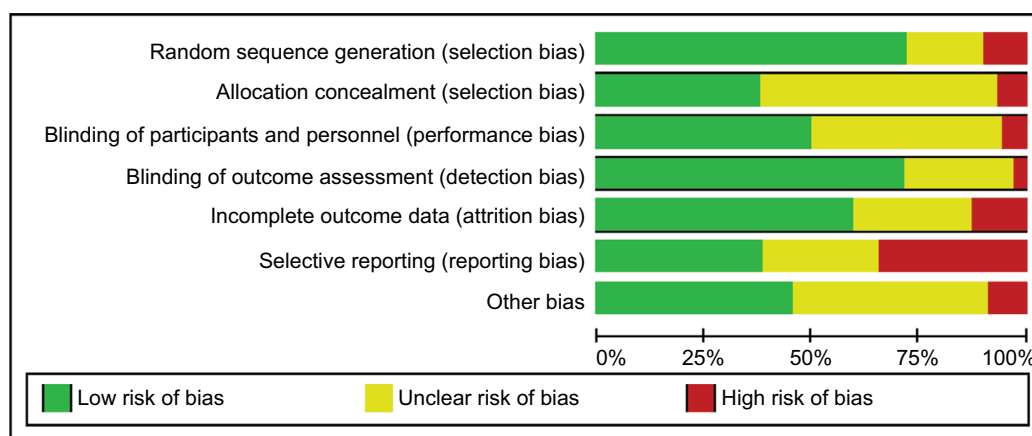 Random sequence generation (selection bias)
Allocation concealment (selection bias)
Blinding of participants and personnel (performance bias)
Blinding of outcome assessment (detection bias)
Incomplete outcome data (attrition bias)
Selective reporting (reporting bias)
Other bias
0% 25% 50% 75% 100%
Low risk of bias Unclear risk of bias High risk of bias